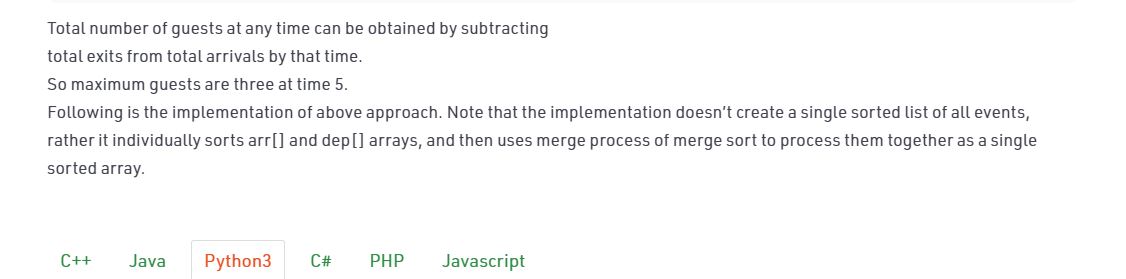 Total number of guests at any time can be obtained by subtracting
total exits from total arrivals by that time.
So maximum guests are three at time 5.
Following is the implementation of above approach. Note that the implementation doesn't create a single sorted list of all events,
rather it individually sorts arr[] and dep[] arrays, and then uses merge process of merge sort to process them together as a single
sorted array.
C++ Java Python3 C# PHP Javascript